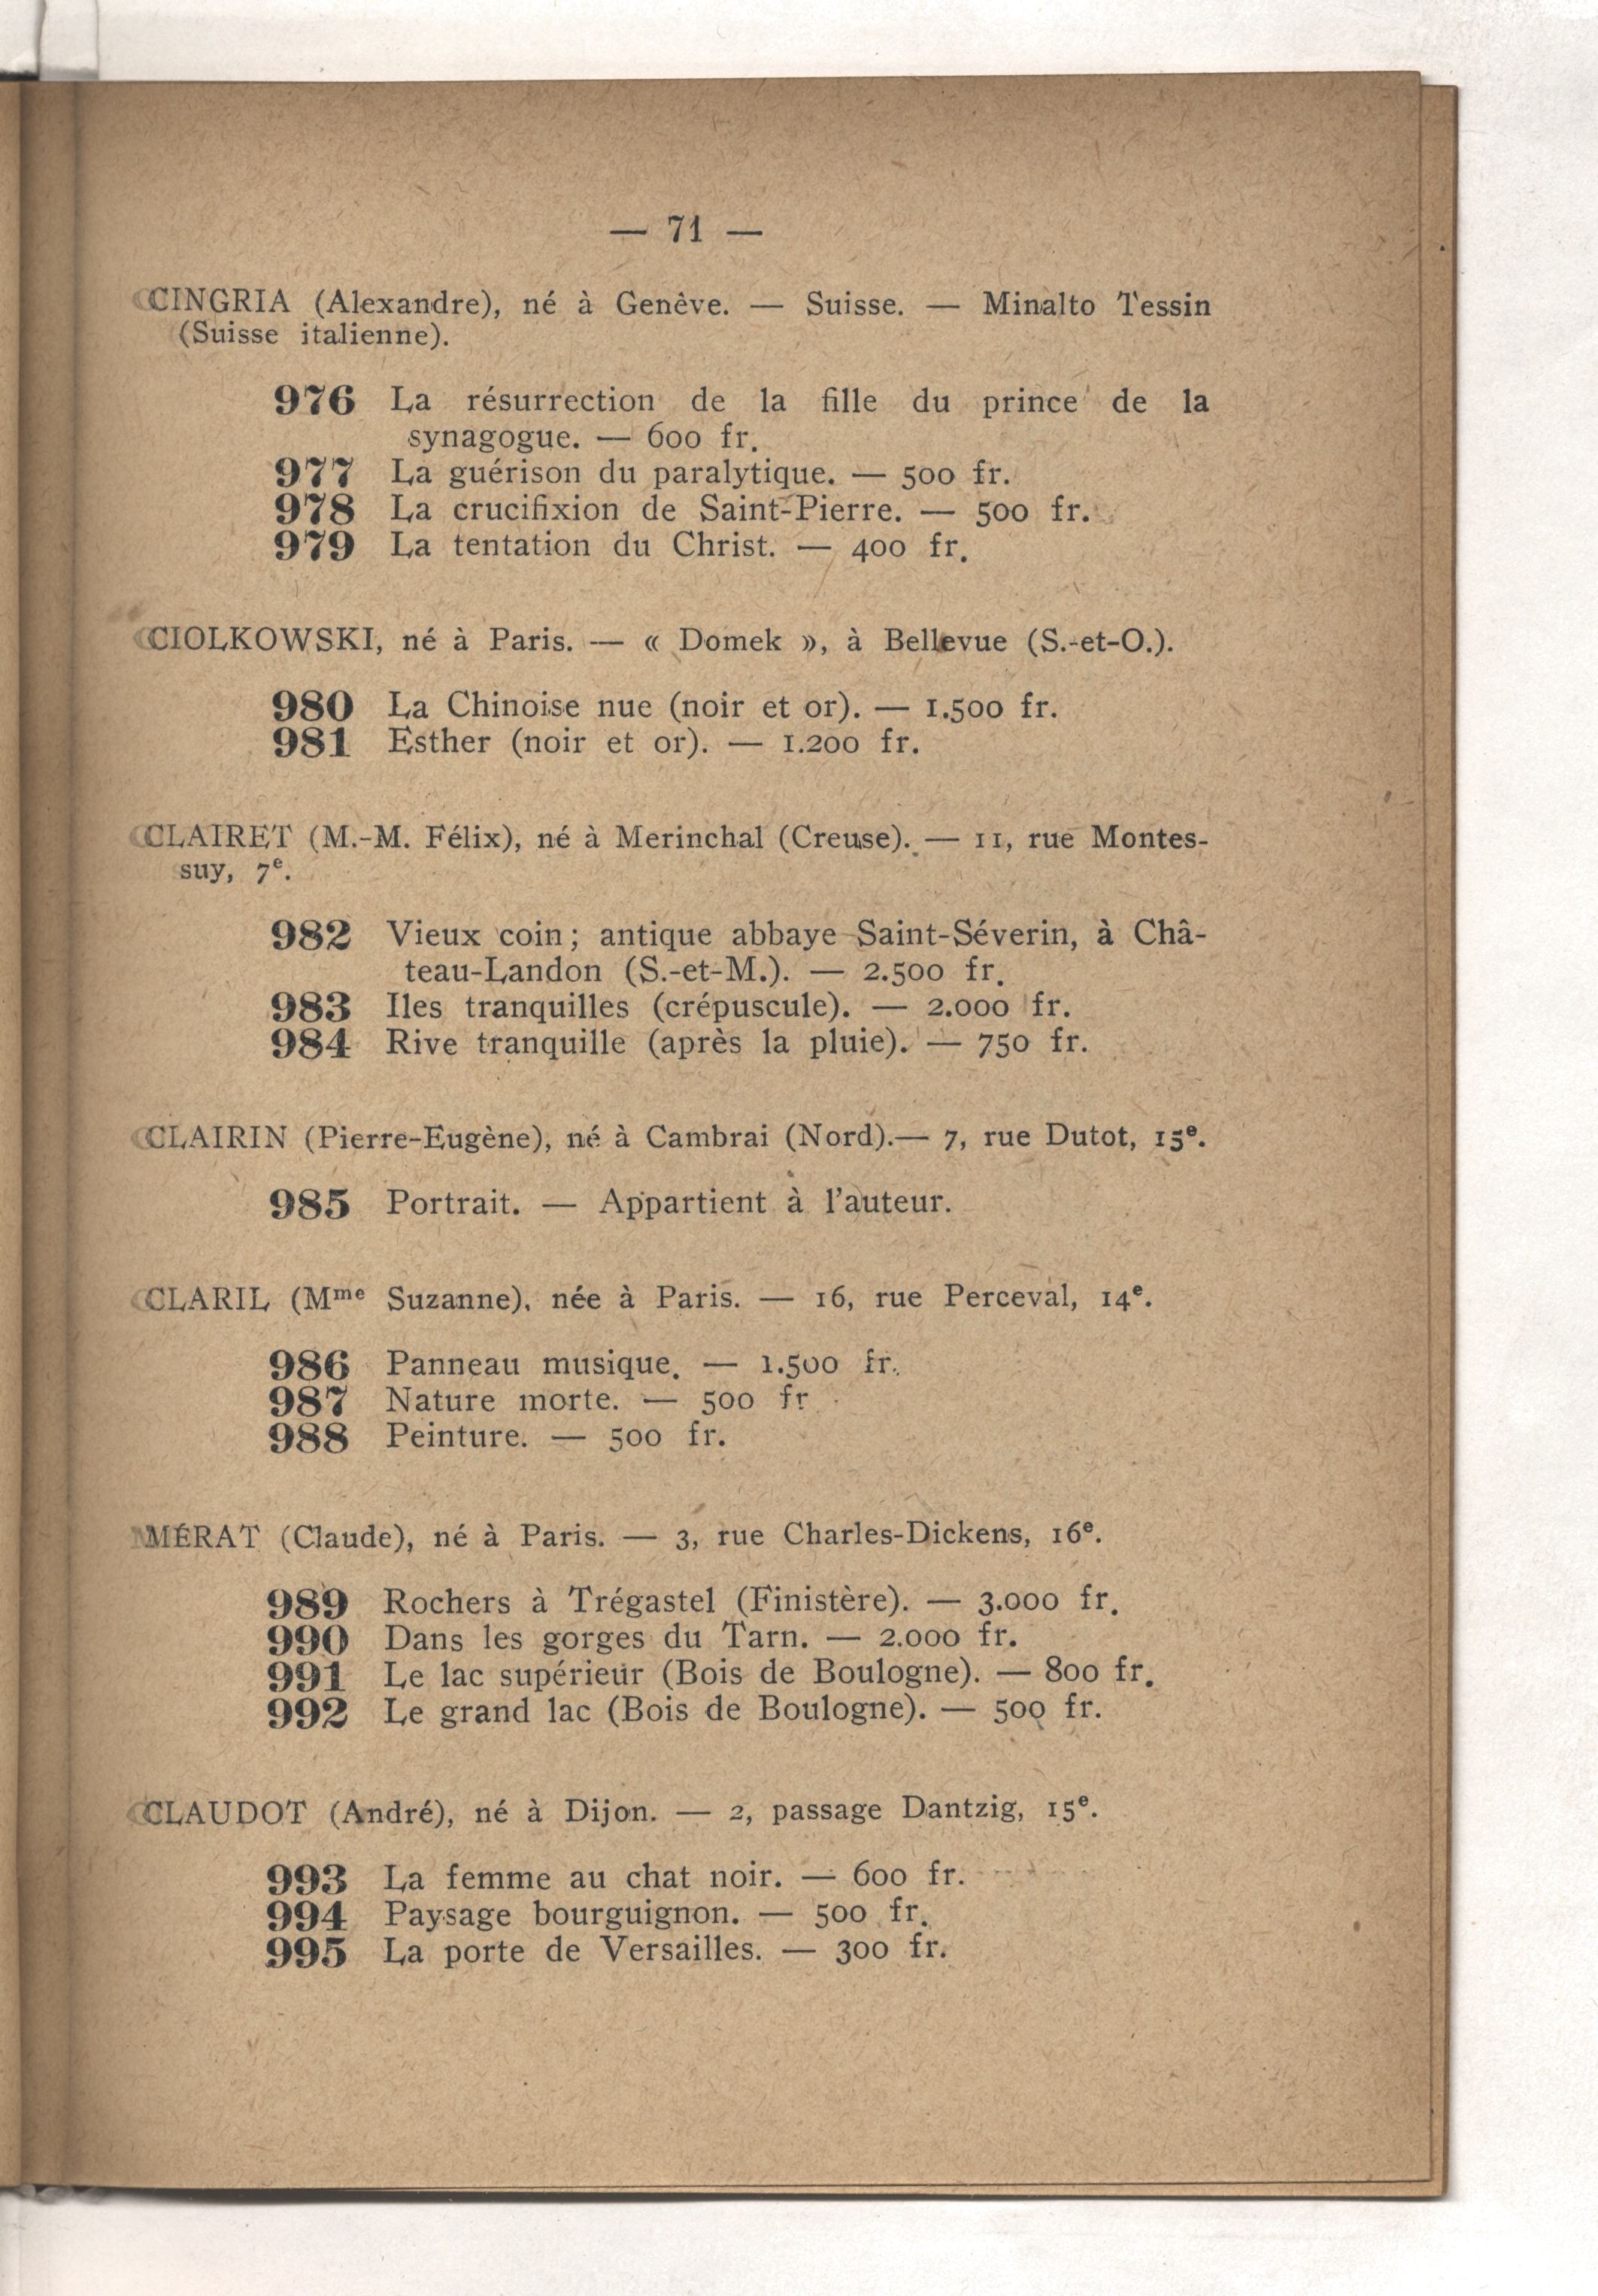 — 71 —
CINGRIA (Alexandre), né à Genève. — Suisse. — Minalto Tessin
(Suisse italienne).
976 La résurrection de la fille du prince de la
synagogue. — 600 fr.
977 La guérison du paralytique. — 500 fr.
978 La crucifixion de Saint-Pierre. — 500 fr.
979 La tentation du Christ. — 400 fr.
CIOLKOWSKI, né à Paris. — « Domek », à Bellevue (S.-et-O.).
980 La Chinoise nue (noir et or). — 1.500 fr.
981 Esther (noir et or). — 1.200 fr.
CLAIRET (M.-M. Félix), né à Merinchal (Creuse). — 11, rue Montes-
suy, 7e.
982 Vieux coin ; antique abbaye Saint-Séverin, à Châ-
teau-Landon (S.-et-M.). — 2.500 fr.
983 Iles tranquilles (crépuscule). — 2.000 fr.
984 Rive tranquille (après la pluie). — 750 fr.
CLAIRIN (Pierre-Eugène), né à Cambrai (Nord).— 7, rue Dutot, 15e.
985 Portrait. — Appartient à l'auteur.
CLARIL (Mme Suzanne), née à Paris. — 16, rue Perceval, 14e.
986 Panneau musique. — 1.500 fr.
987 Nature morte. — 500 fr
988 Peinture. — 500 fr.
MÉRAT (Claude), né à Paris. — 3, rue Charles-Dickens, 16e.
989 Rochers à Trégastel (Finistère). — 3.000 fr.
990 Dans les gorges du Tarn. — 2.000 fr.
991 Le lac supérieur (Bois de Boulogne). — 800 fr.
992 Le grand lac (Bois de Boulogne). — 500 fr.
CLAUDOT (André), né à Dijon. — 2, passage Dantzig, 15e.
993 La femme au chat noir. — 600 fr.
994 Paysage bourguignon. — 500 fr.
995 La porte de Versailles. — 300 fr.